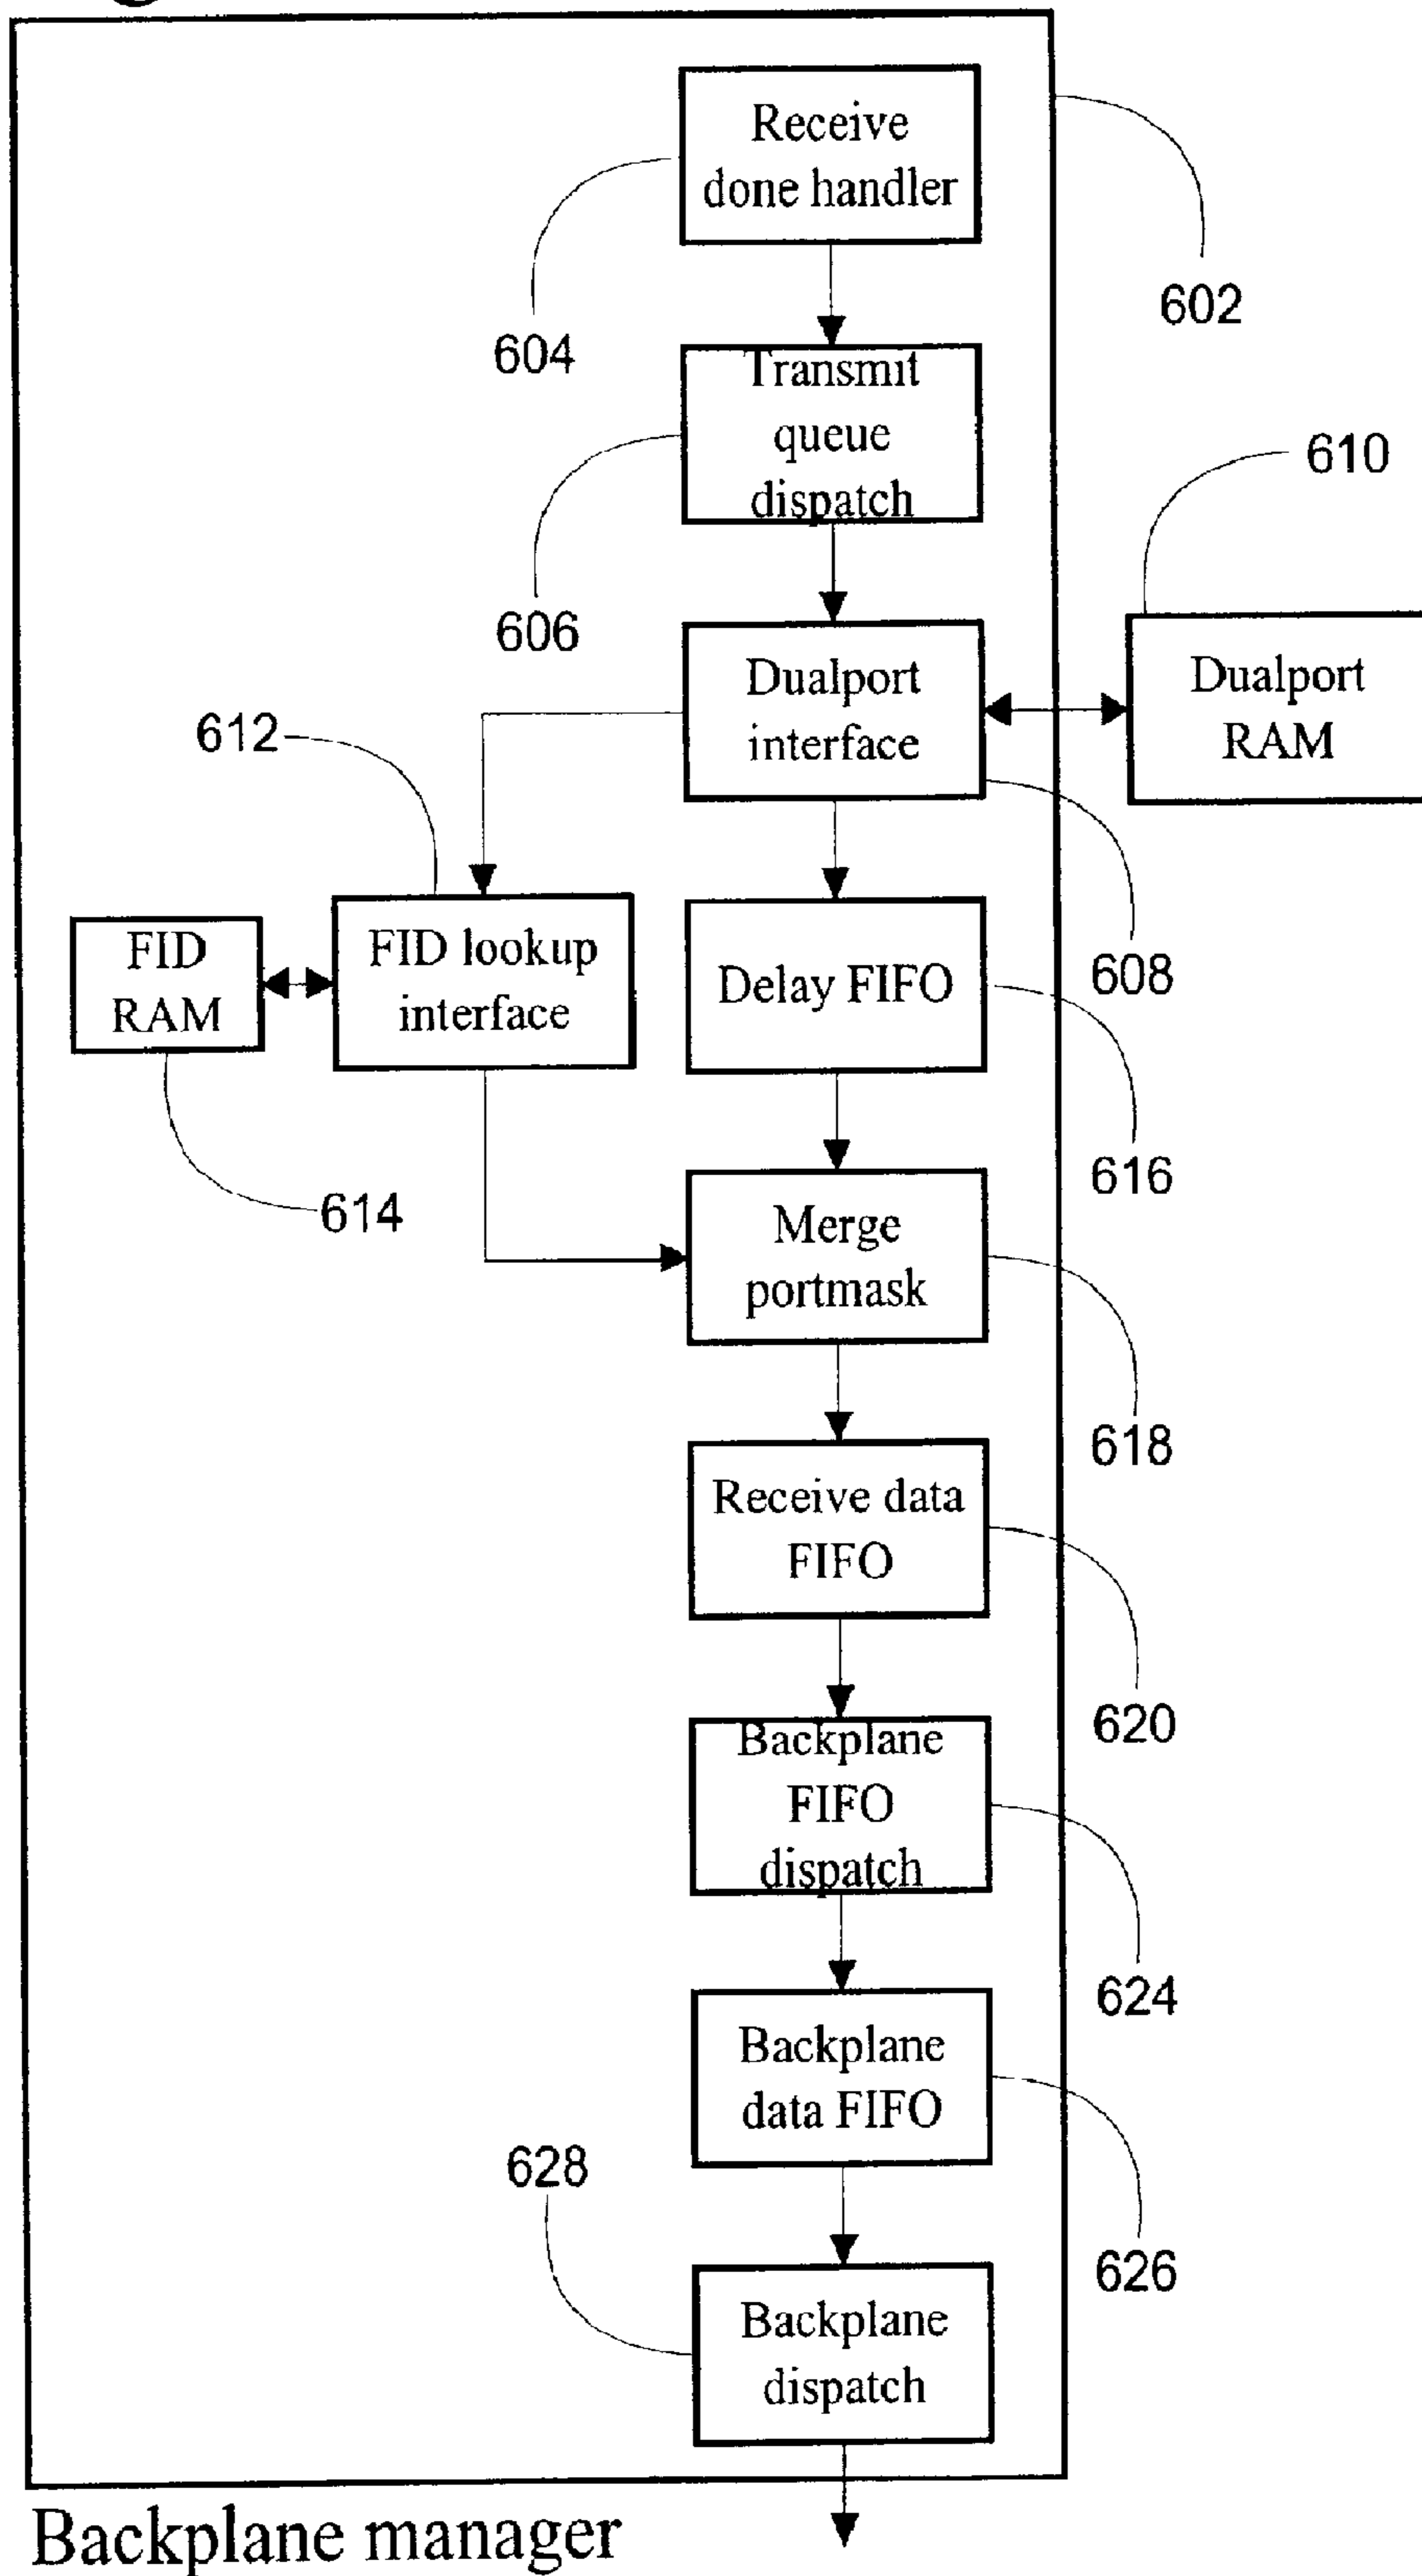 Receive
done handler
602
604
Transmit
queue
dispatch
610
606
Dualport
interface
Dualport
RAM
612
FID
RAM
FID lookup
interface
Delay FIFO
608
616
614
Merge
portmask
618
Receive data
FIFO
620
Backplane
FIFO
dispatch
624
Backplane
data FIFO
628
626
Backplane
dispatch
Backplane manager